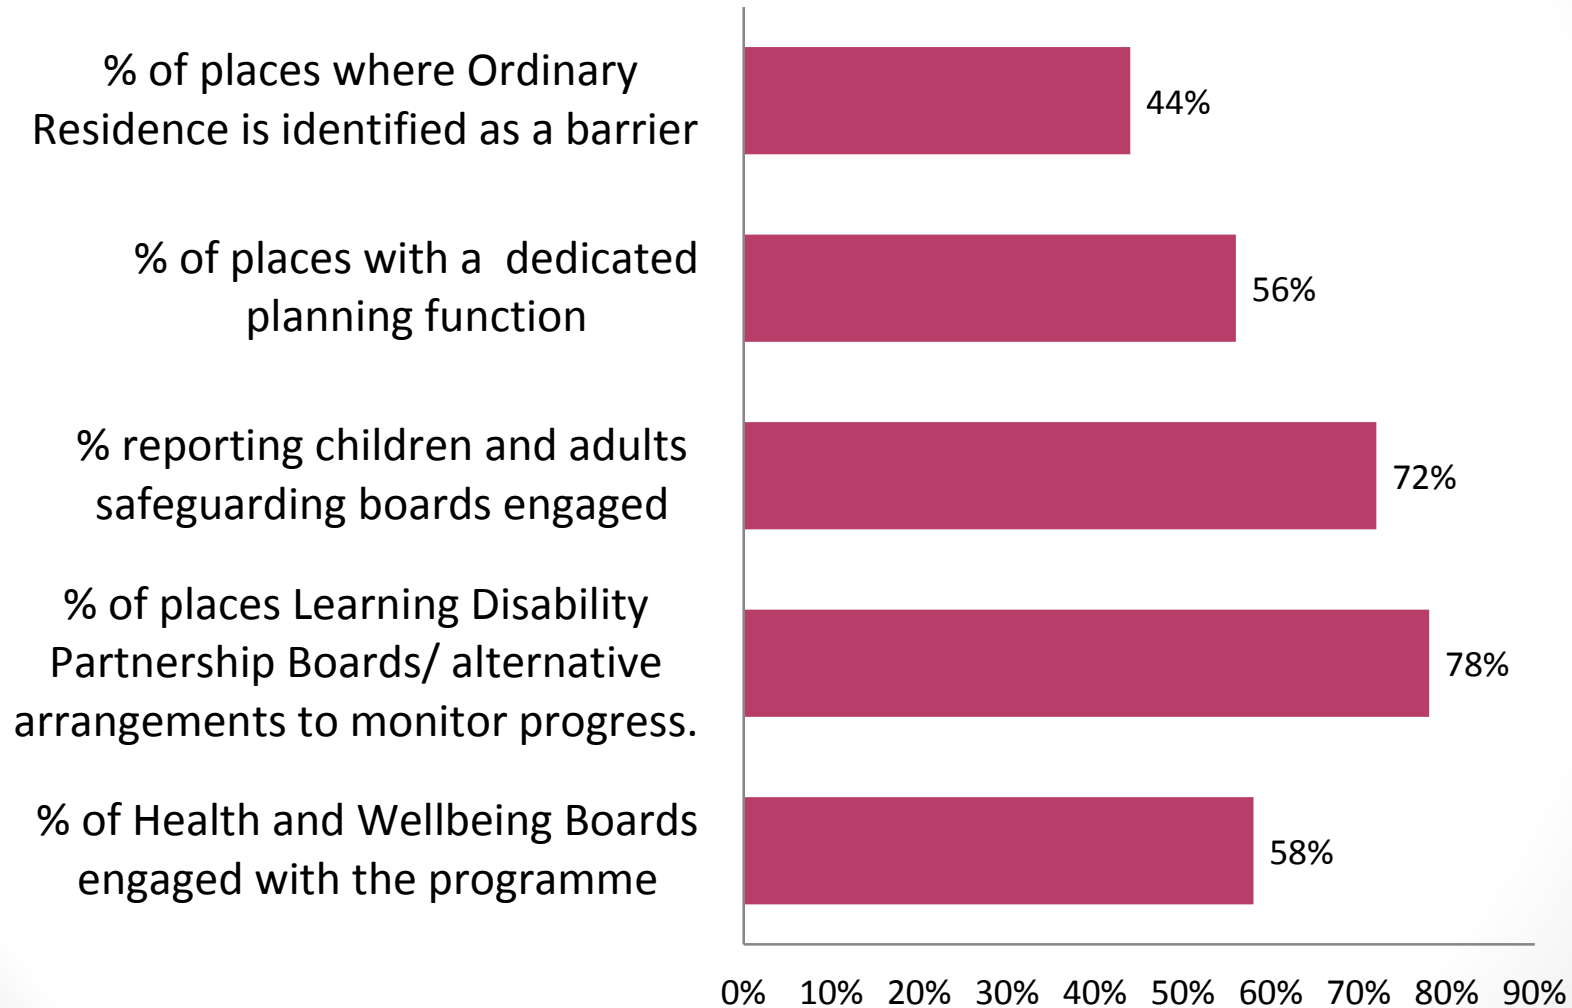 % of places where Ordinary
Residence is identified as a barrier
44%
% of places with a  dedicated
planning function
56%
% reporting children and adults
safeguarding boards engaged
72%
% of places Learning Disability
Partnership Boards/ alternative
arrangements to monitor progress.
78%
% of Health and Wellbeing Boards
engaged with the programme
58%
0% 10% 20% 30% 40% 50% 60% 70% 80% 90%